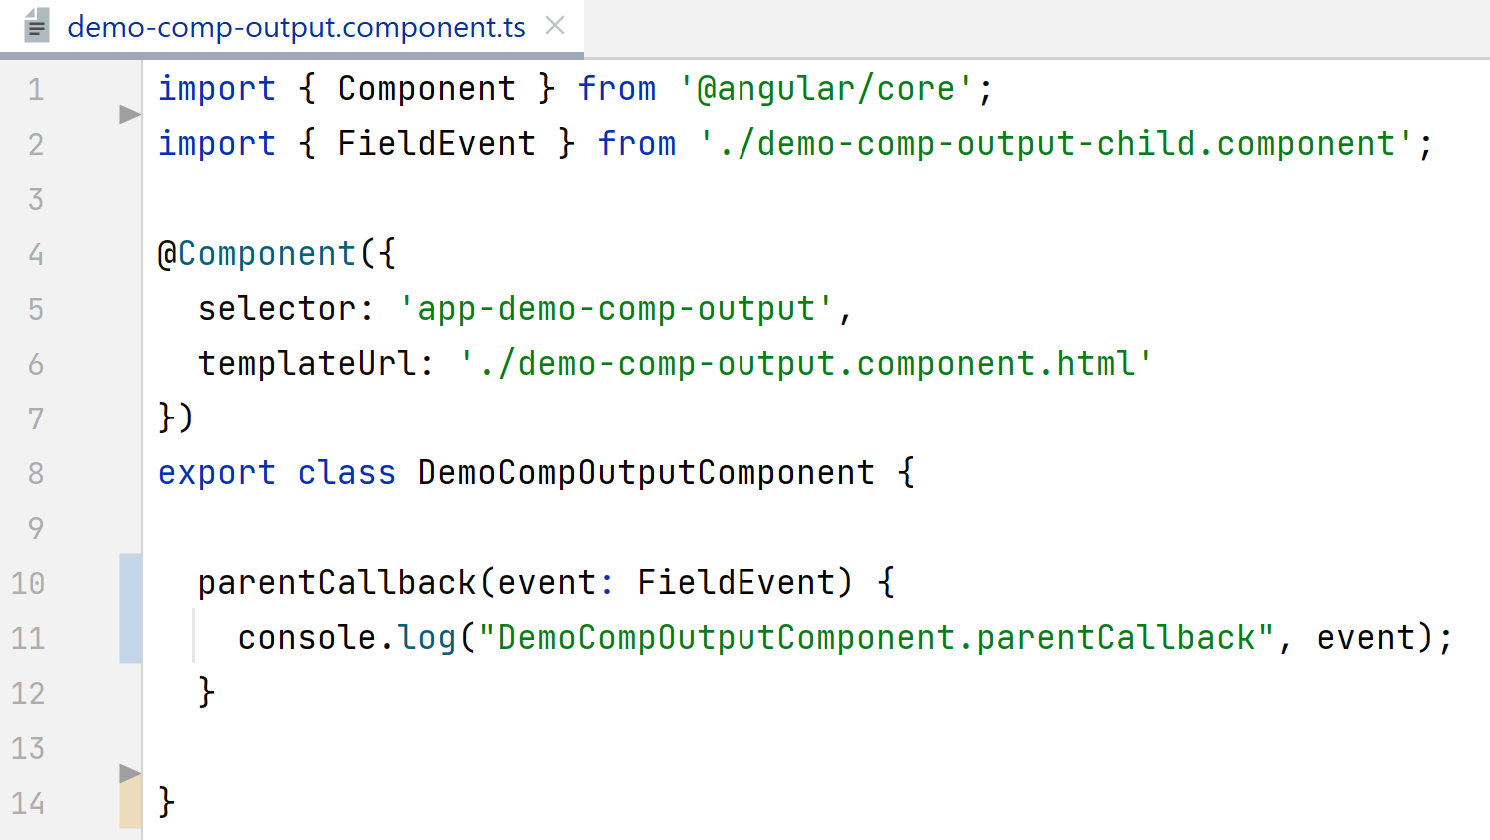 demo-comp-output.component.ts
1 import { Component } from '@angular/core';
2 import { FieldEvent } from './demo-comp-output-child.component';
3
4 @Component({
5   selector: 'app-demo-comp-output',
6   templateUrl: './demo-comp-output.component.html'
7 })
8 export class DemoCompOutputComponent {
9
10   parentCallback(event: FieldEvent) {
11     console.log("DemoCompOutputComponent.parentCallback", event);
12   }
13
14 }